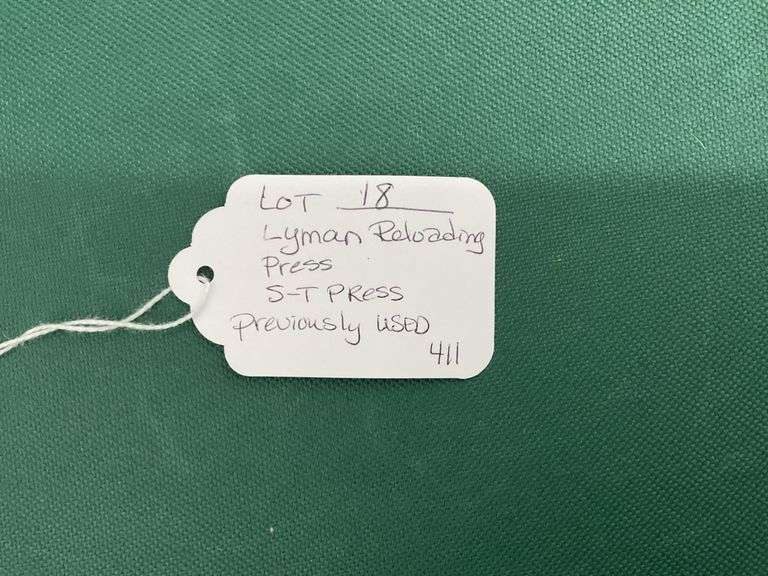 LOT 18
Lyman Reloading
Press
S-T PRESS
Previously USED
411